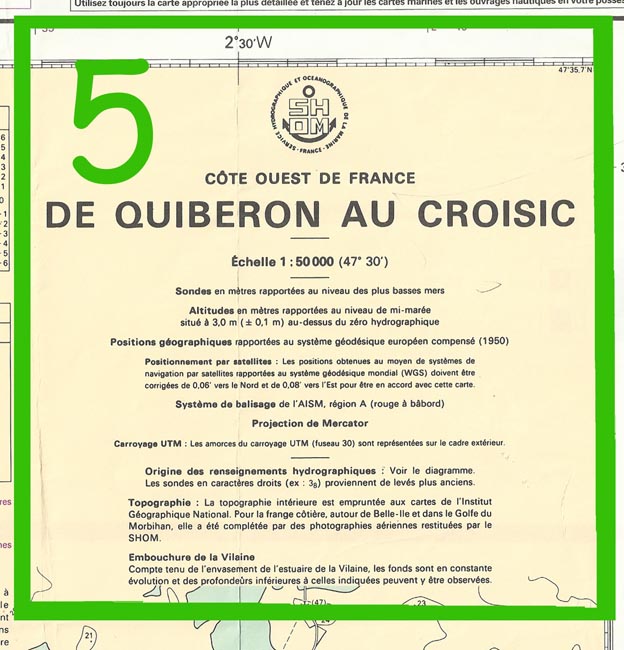 Utilisez toujours la carte appropriée la plus détaillée et tenez à jour les cartes marines et les ouvrages nautiques en votre
2°30'W
47°35,7'N
5
SERVICE HYDROGRAPHIQUE ET OCEANOGRAPHIQUE DE LA MARINE
SH
OM
- FRANCE -
CÔTE OUEST DE FRANCE
DE QUIBERON AU CROISIC
Échelle 1 : 50 000 (47° 30')
Sondes en mètres rapportées au niveau des plus basses mers
Altitudes en mètres rapportées au niveau de mi-marée
situé à 3,0 m (± 0,1 m) au-dessus du zéro hydrographique
Positions géographiques rapportées au système géodésique européen compensé (1950)
Positionnement par satellites : Les positions obtenues au moyen de systèmes de
navigation par satellites rapportées au système géodésique mondial (WGS) doivent être
corrigées de 0,06' vers le Nord et de 0,08' vers l'Est pour être en accord avec cette carte.
Système de balisage de l'AISM, région A (rouge à bâbord)
Projection de Mercator
Carroyage UTM : Les amorces du carroyage UTM (fuseau 30) sont représentées sur le cadre extérieur.
Origine des renseignements hydrographiques : Voir le diagramme.
Les sondes en caractères droits (ex : 3₈) proviennent de levés plus anciens.
Topographie : La topographie intérieure est empruntée aux cartes de l'Institut
Géographique National. Pour la frange côtière, autour de Belle-Ile et dans le Golfe du
Morbihan, elle a été complétée par des photographies aériennes restituées par le
SHOM.
Embouchure de la Vilaine
Compte tenu de l'envasement de l'estuaire de la Vilaine, les fonds sont en constante
évolution et des profondeurs inférieures à celles indiquées peuvent y être observées.
(47)
23
21